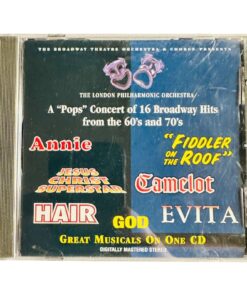 THE BROADWAY THEATRE ORCHESTRA & CHORUS PRESENTS
THE LONDON PHILHARMONIC ORCHESTRA
A "Pops" Concert of 16 Broadway Hits
from the 60's and 70's
Annie
"FIDDLER
ON THE
ROOF"
JESUS
CHRIST
SUPERSTAR
Camelot
HAIR
GOD
EVITA
GREAT MUSICALS ON ONE CD
DIGITALLY MASTERED STEREO